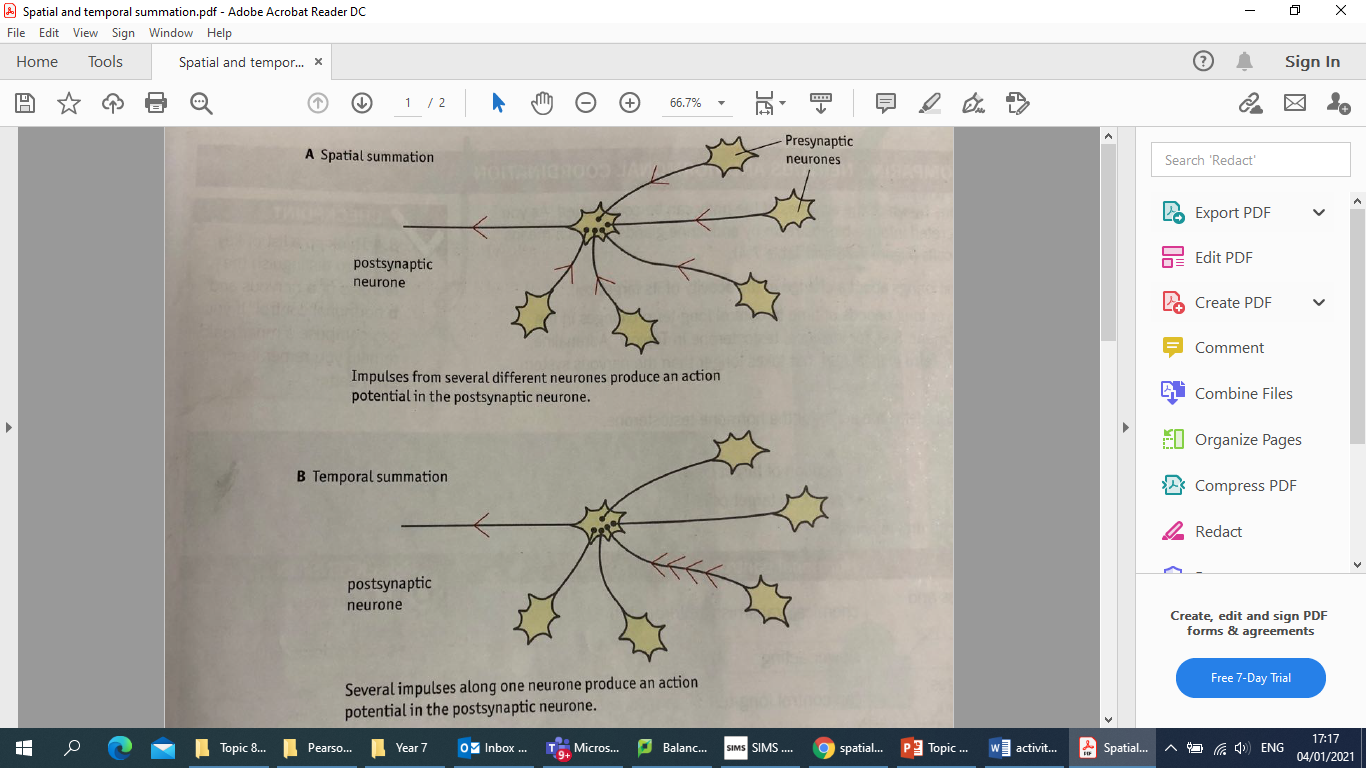 Spatial and temporal summation.pdf - Adobe Acrobat Reader DC
File Edit View Sign Window Help
Home Tools Spatial and tempor... × Sign In
1 / 2 66.7%
A Spatial summation
Presynaptic
neurones
postsynaptic
neurone
Impulses from several different neurones produce an action
potential in the postsynaptic neurone.
B Temporal summation
postsynaptic
neurone
Several impulses along one neurone produce an action
potential in the postsynaptic neurone.
Search 'Redact'
Export PDF
Edit PDF
Create PDF
Comment
Combine Files
Organize Pages
Compress PDF
Redact
Create, edit and sign PDF
forms & agreements
Free 7-Day Trial
Topic 8... Pearso... Year 7 Inbox ... 9+ Micros... Balanc... SIMS SIMS .... spatial... Topic ... activit... Spatial... ENG 17:17
04/01/2021